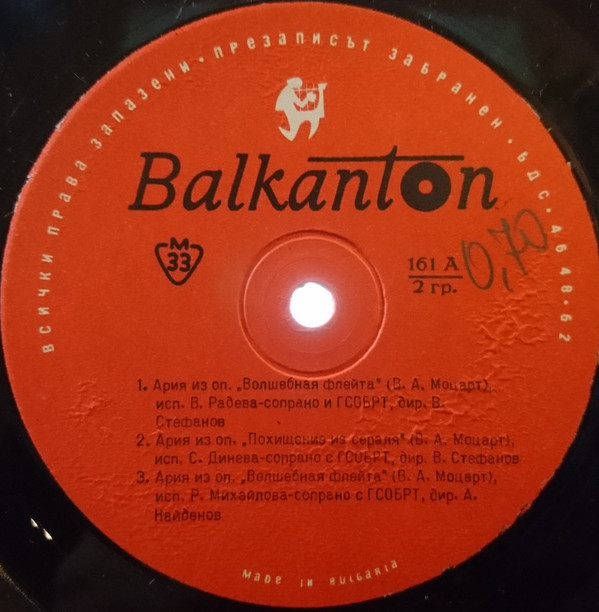 ВСИЧКИ ПРАВА ЗАПАЗЕНИ · ПРЕЗАПИСЪТ ЗАБРАНЕН · БДС · 4648 · 62
Balkanton
М
33
161 А
2 гр.
0,70
1. Ария из оп. „Волшебная флейта" (В. А. Моцарт),
исп. В. Радева-сопрано и ГСОБРТ, дир. В.
Стефанов
2. Ария из оп. „Похищение из сераля" (В. А. Моцарт),
исп. С. Динева-сопрано с ГСОБРТ, дир. В. Стефанов
3. Ария из оп. „Волшебная флейта" (В. А. Моцарт),
исп. Р. Михайлова-сопрано с ГСОБРТ, дир. А.
Найденов
MADE IN BULGARIA